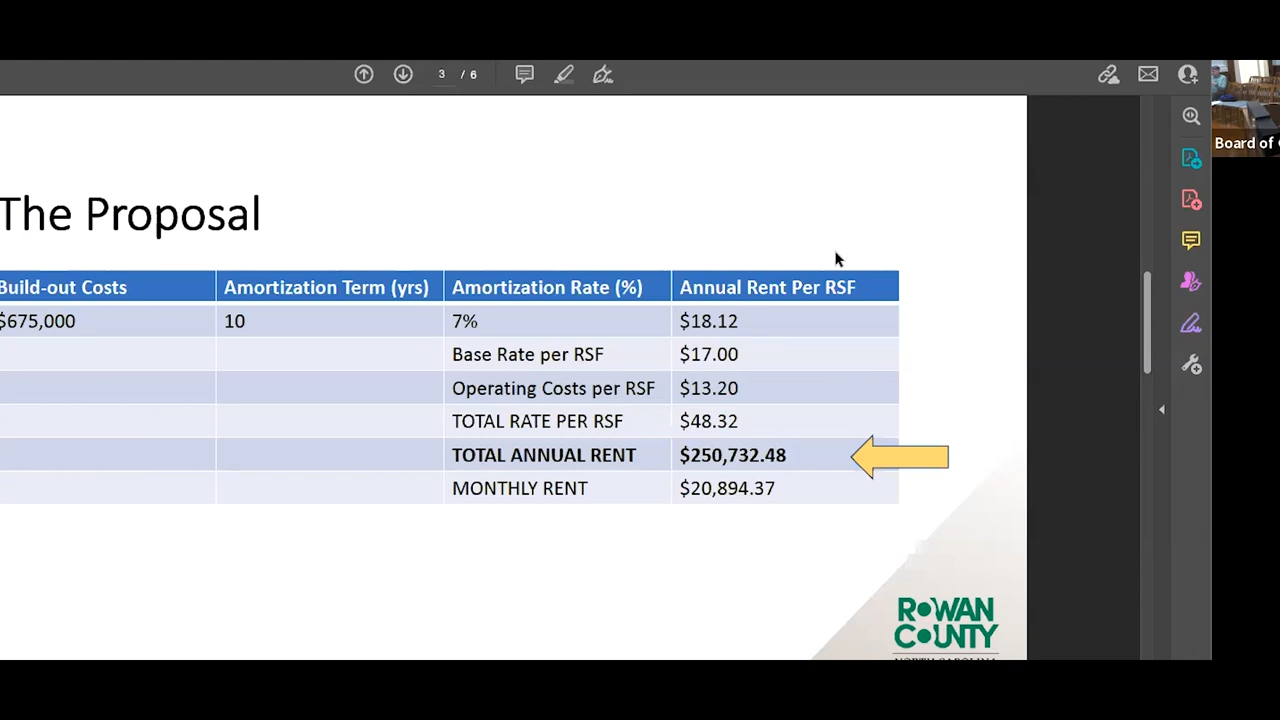 3 / 6
Board of
The Proposal
Build-out Costs Amortization Term (yrs) Amortization Rate (%) Annual Rent Per RSF
$675,000 10 7% $18.12
Base Rate per RSF $17.00
Operating Costs per RSF $13.20
TOTAL RATE PER RSF $48.32
TOTAL ANNUAL RENT $250,732.48
MONTHLY RENT $20,894.37
ROWAN
COUNTY
NORTH CAROLINA